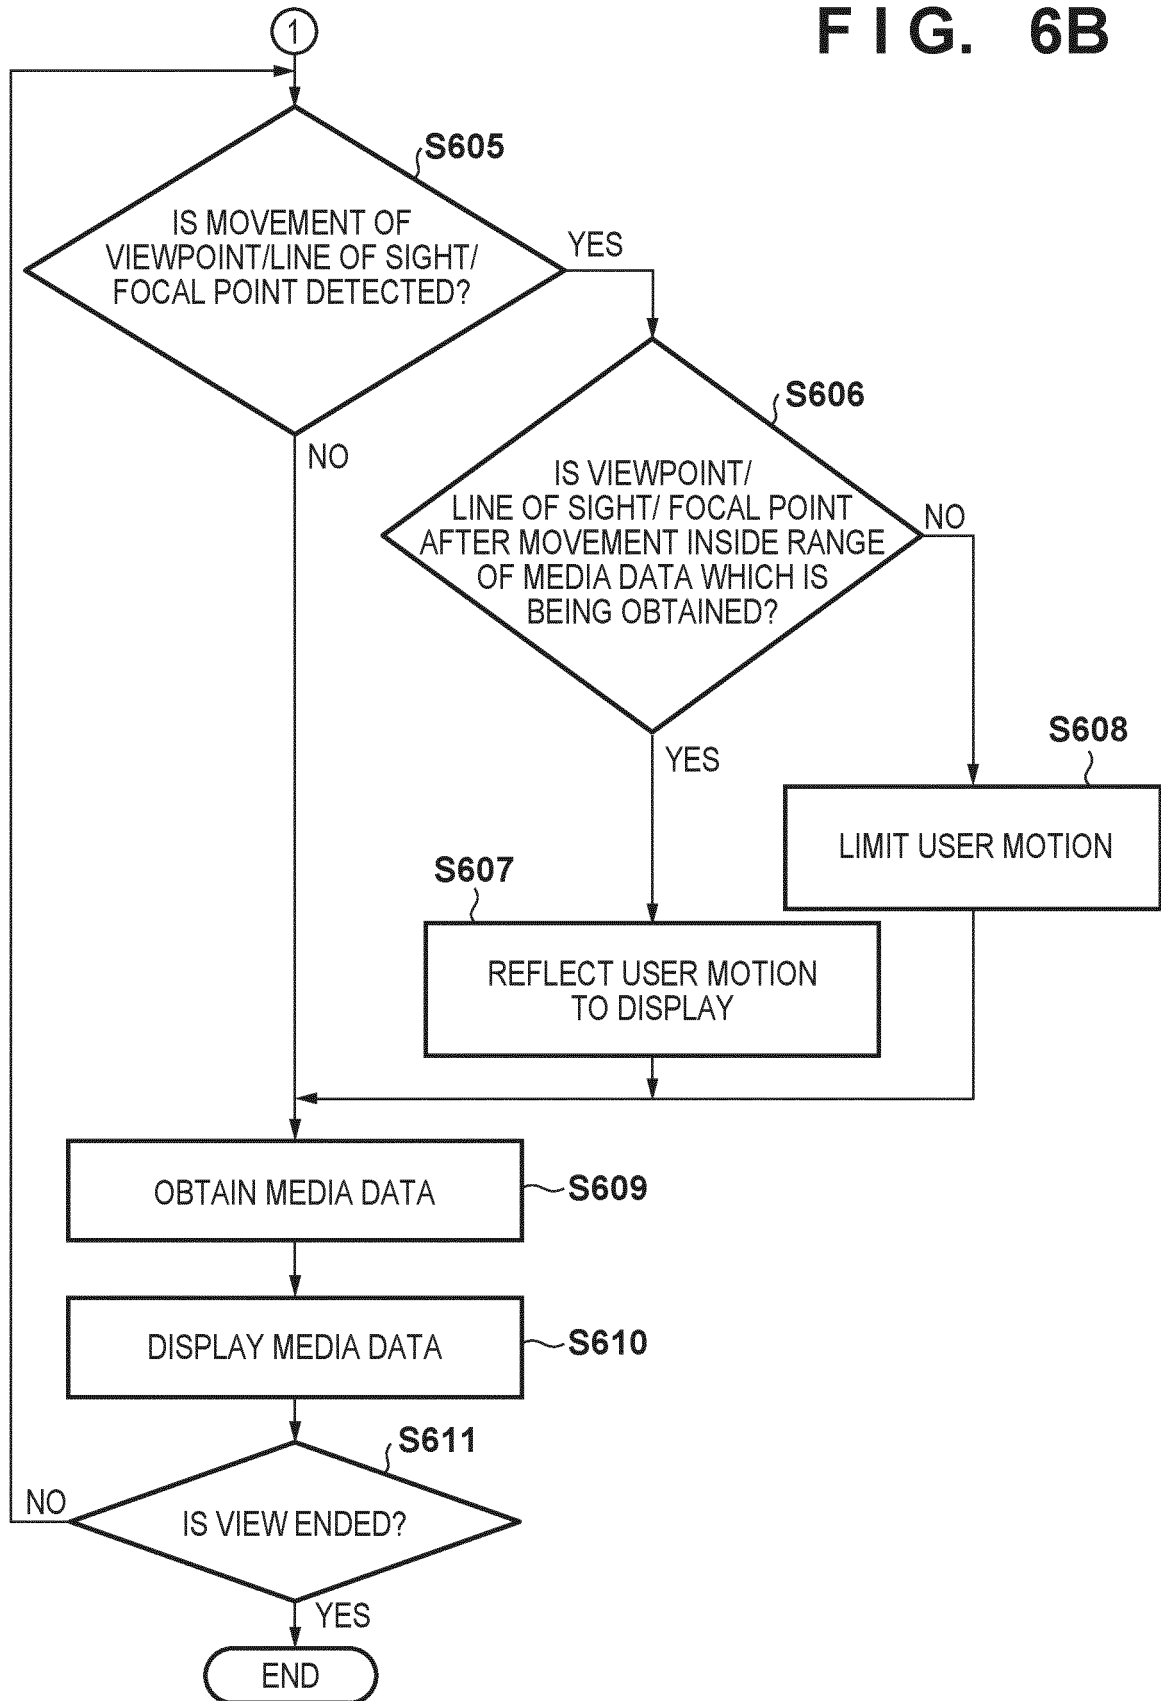 FIG. 6B
1
S605
IS MOVEMENT OF
VIEWPOINT/LINE OF SIGHT/
FOCAL POINT DETECTED?
YES
NO
S606
IS VIEWPOINT/
LINE OF SIGHT/ FOCAL POINT
AFTER MOVEMENT INSIDE RANGE
OF MEDIA DATA WHICH IS
BEING OBTAINED?
NO
YES
S608
LIMIT USER MOTION
S607
REFLECT USER MOTION
TO DISPLAY
OBTAIN MEDIA DATA
S609
DISPLAY MEDIA DATA
S610
S611
IS VIEW ENDED?
NO
YES
END